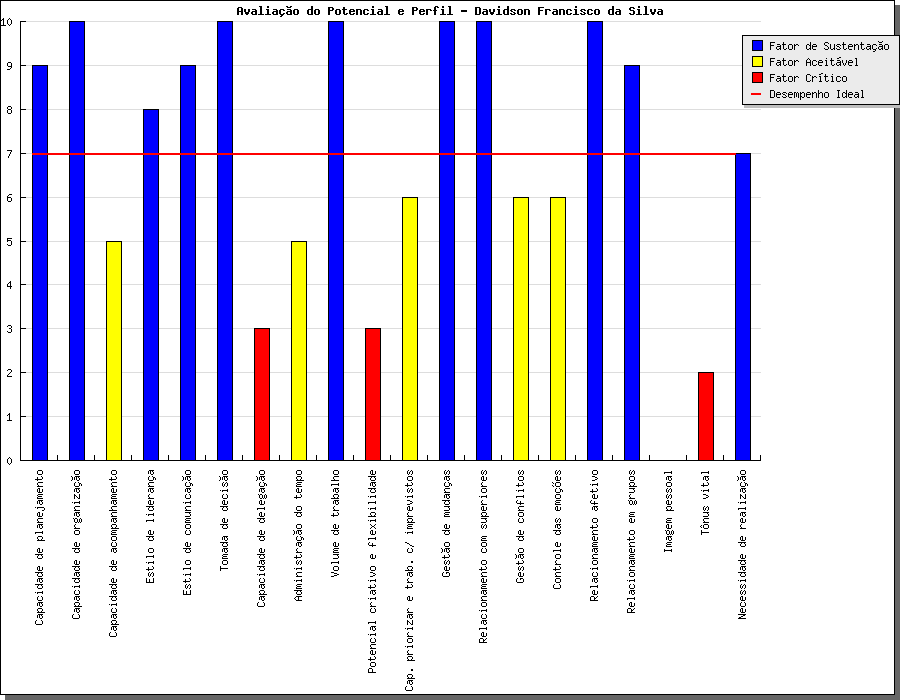 Avaliação do Potencial e Perfil - Davidson Francisco da Silva
Fator de Sustentação
Fator Aceitável
Fator Crítico
Desempenho Ideal
10
9
8
7
6
5
4
3
2
1
0
Capacidade de planejamento
Capacidade de organização
Capacidade de acompanhamento
Estilo de liderança
Estilo de comunicação
Tomada de decisão
Capacidade de delegação
Administração do tempo
Volume de trabalho
Potencial criativo e flexibilidade
Cap. priorizar e trab. c/ imprevistos
Gestão de mudanças
Relacionamento com superiores
Gestão de conflitos
Controle das emoções
Relacionamento afetivo
Relacionamento em grupos
Imagem pessoal
Tônus vital
Necessidade de realização